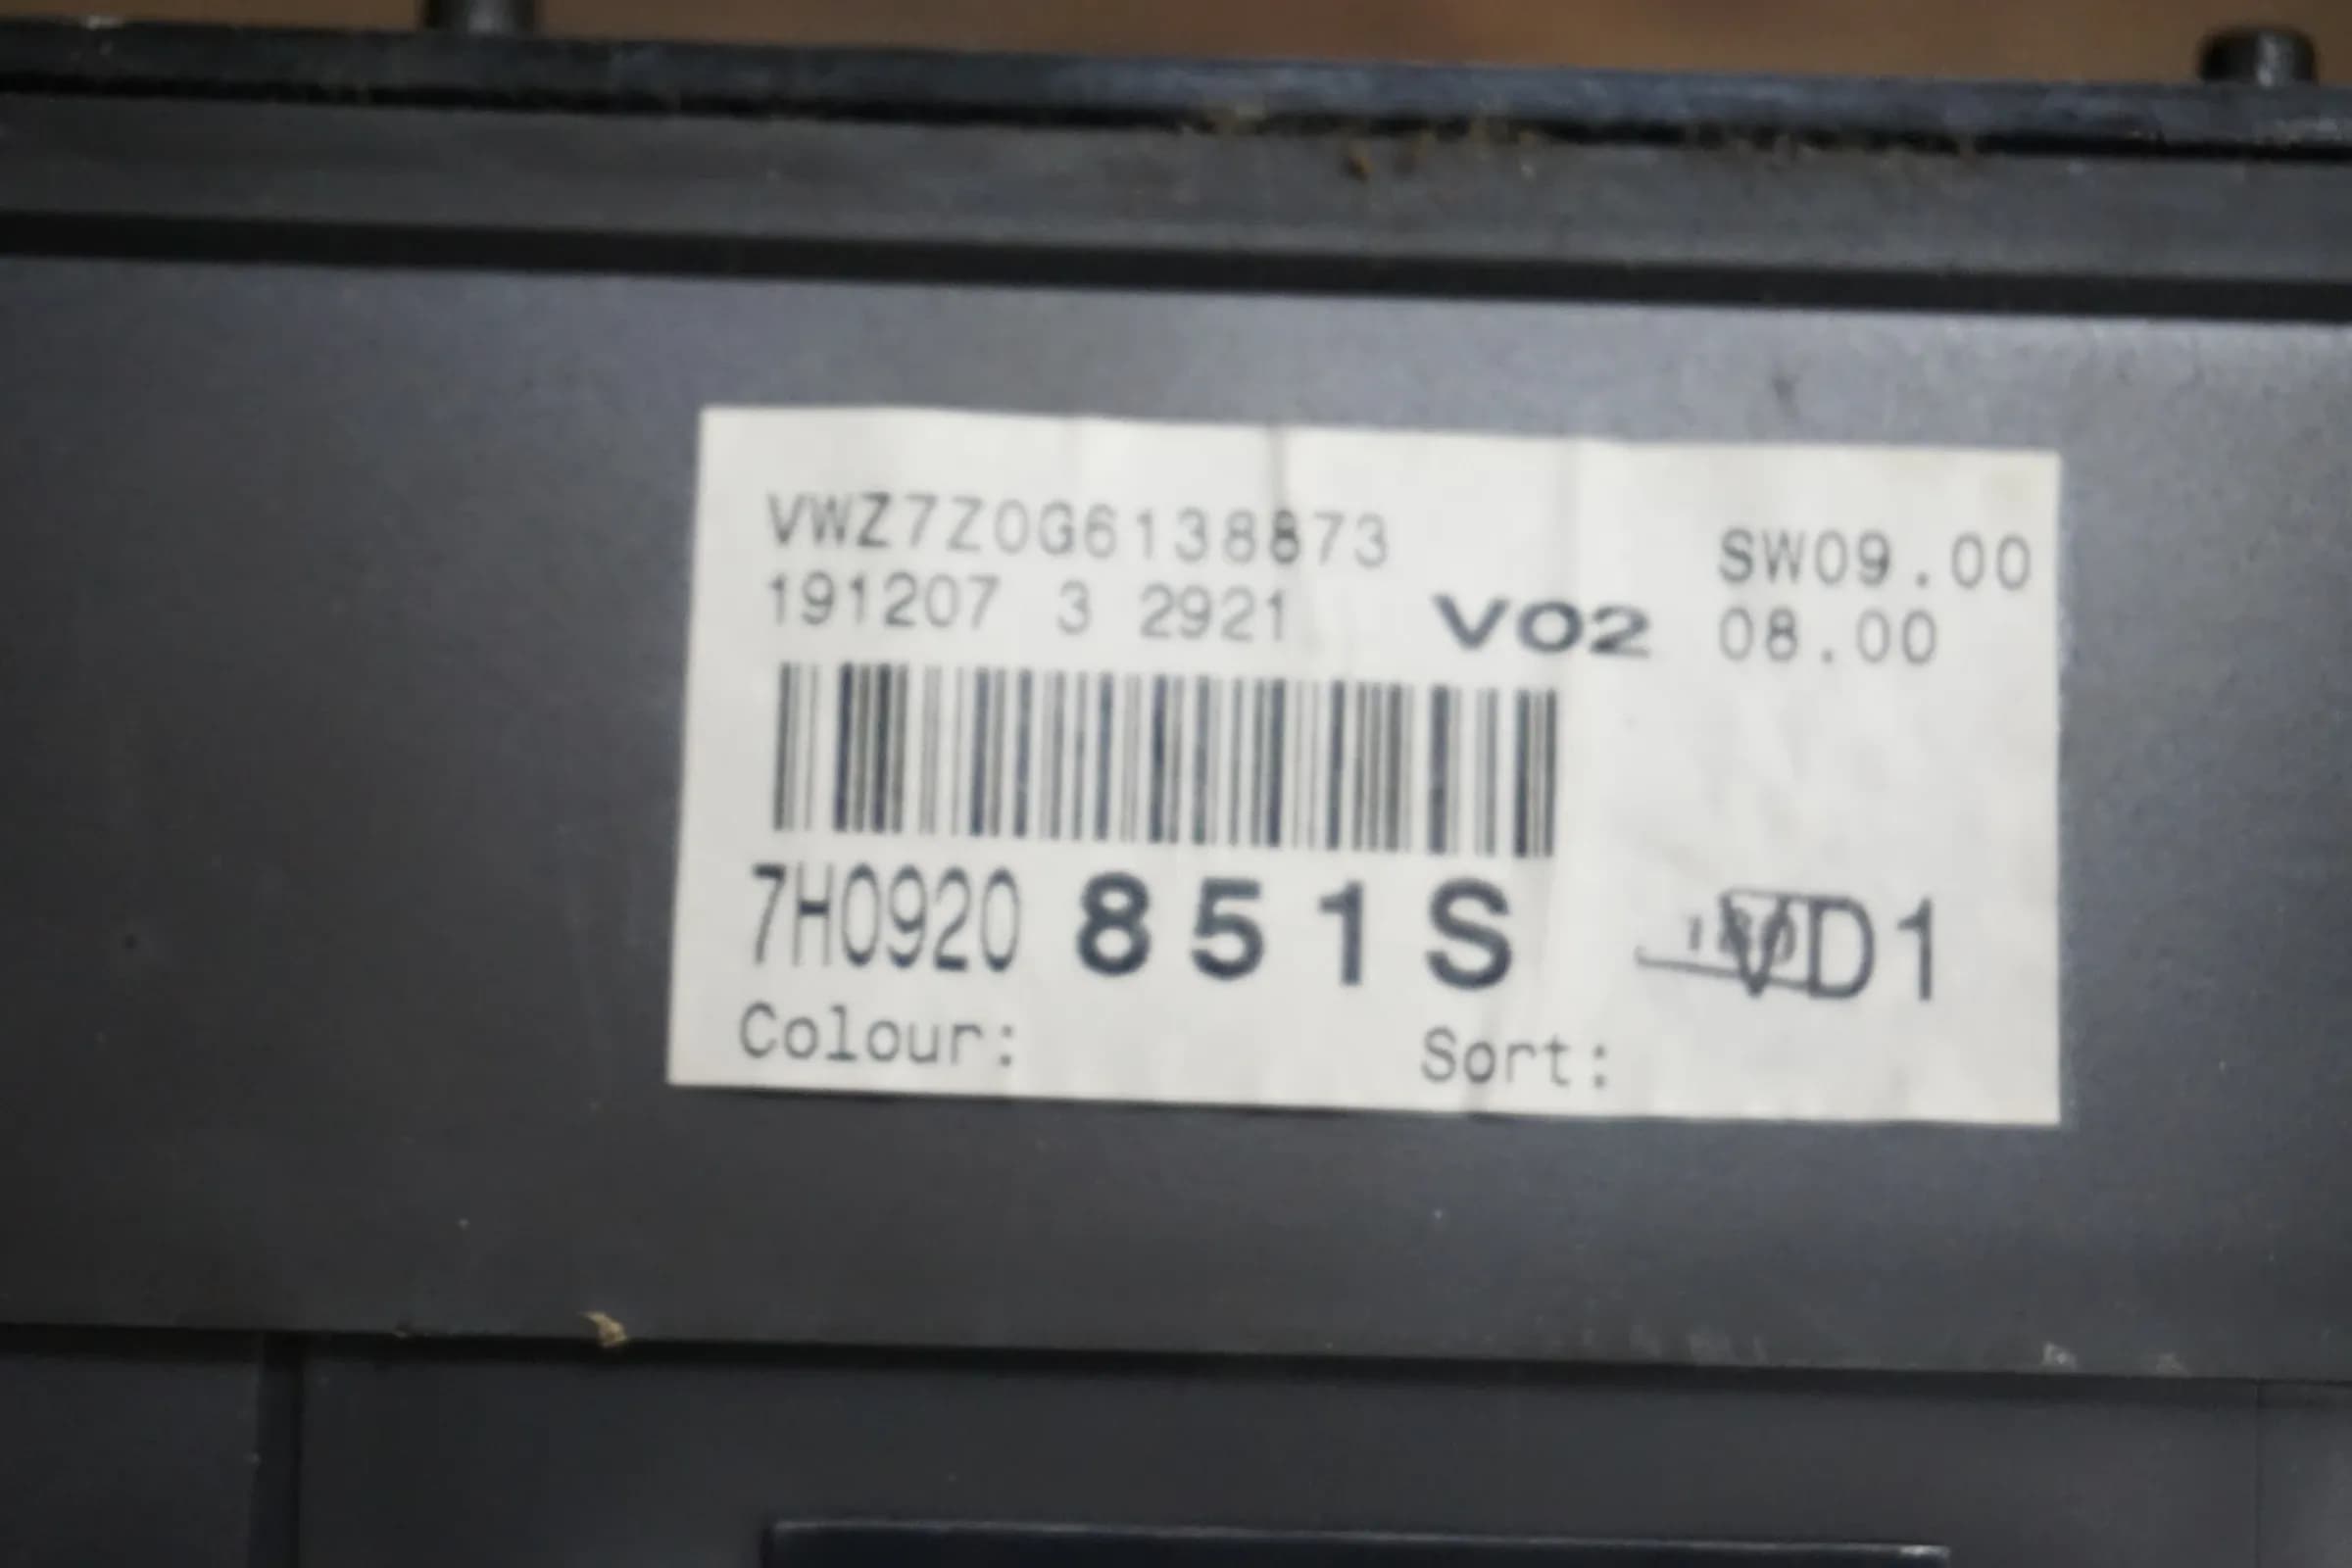 VWZ7Z0G6138873 SW09.00
191207 3 2921 V02 08.00
7H0920 851S VD1
Colour: Sort: